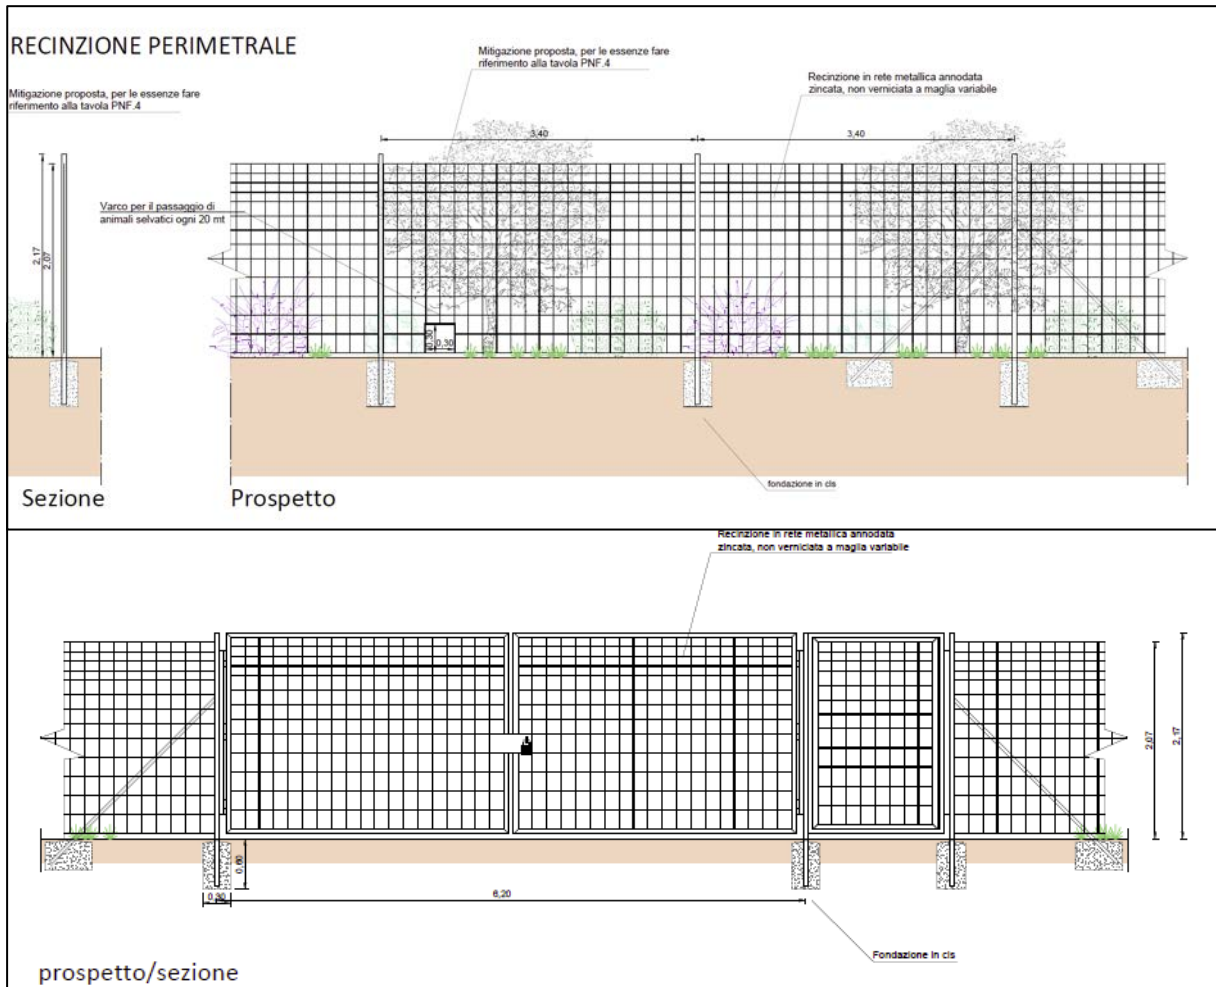 RECINZIONE PERIMETRALE
Mitigazione proposta, per le essenze fare
riferimento alla tavola PNF.4
Mitigazione proposta, per le essenze fare
riferimento alla tavola PNF.4
Recinzione in rete metallica annodata
zincata, non verniciata a maglia variabile
3,40
3,40
Varco per il passaggio di
animali selvatici ogni 20 mt
2,17
2,07
0,30
0,30
fondazione in cls
Sezione
Prospetto
Recinzione in rete metallica annodata
zincata, non verniciata a maglia variabile
2,07
2,17
0,60
0,30
6,20
Fondazione in cls
prospetto/sezione